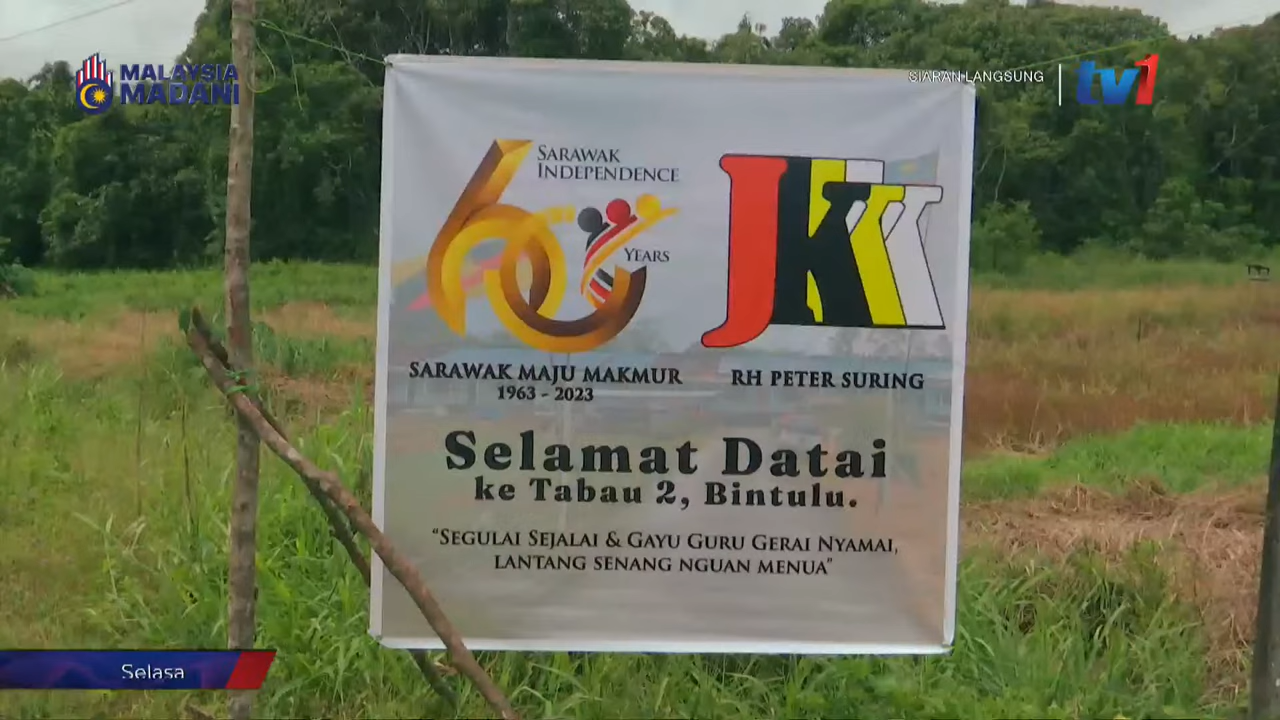 MALAYSIA
MADANI
SIARAN LANGSUNG
tv1
60
SARAWAK
INDEPENDENCE
YEARS
SARAWAK MAJU MAKMUR
1963 - 2023
JKKK
RH PETER SURING
Selamat Datai
ke Tabau 2, Bintulu.
“SEGULAI SEJALAI & GAYU GURU GERAI NYAMAI,
LANTANG SENANG NGUAN MENUA”
Selasa